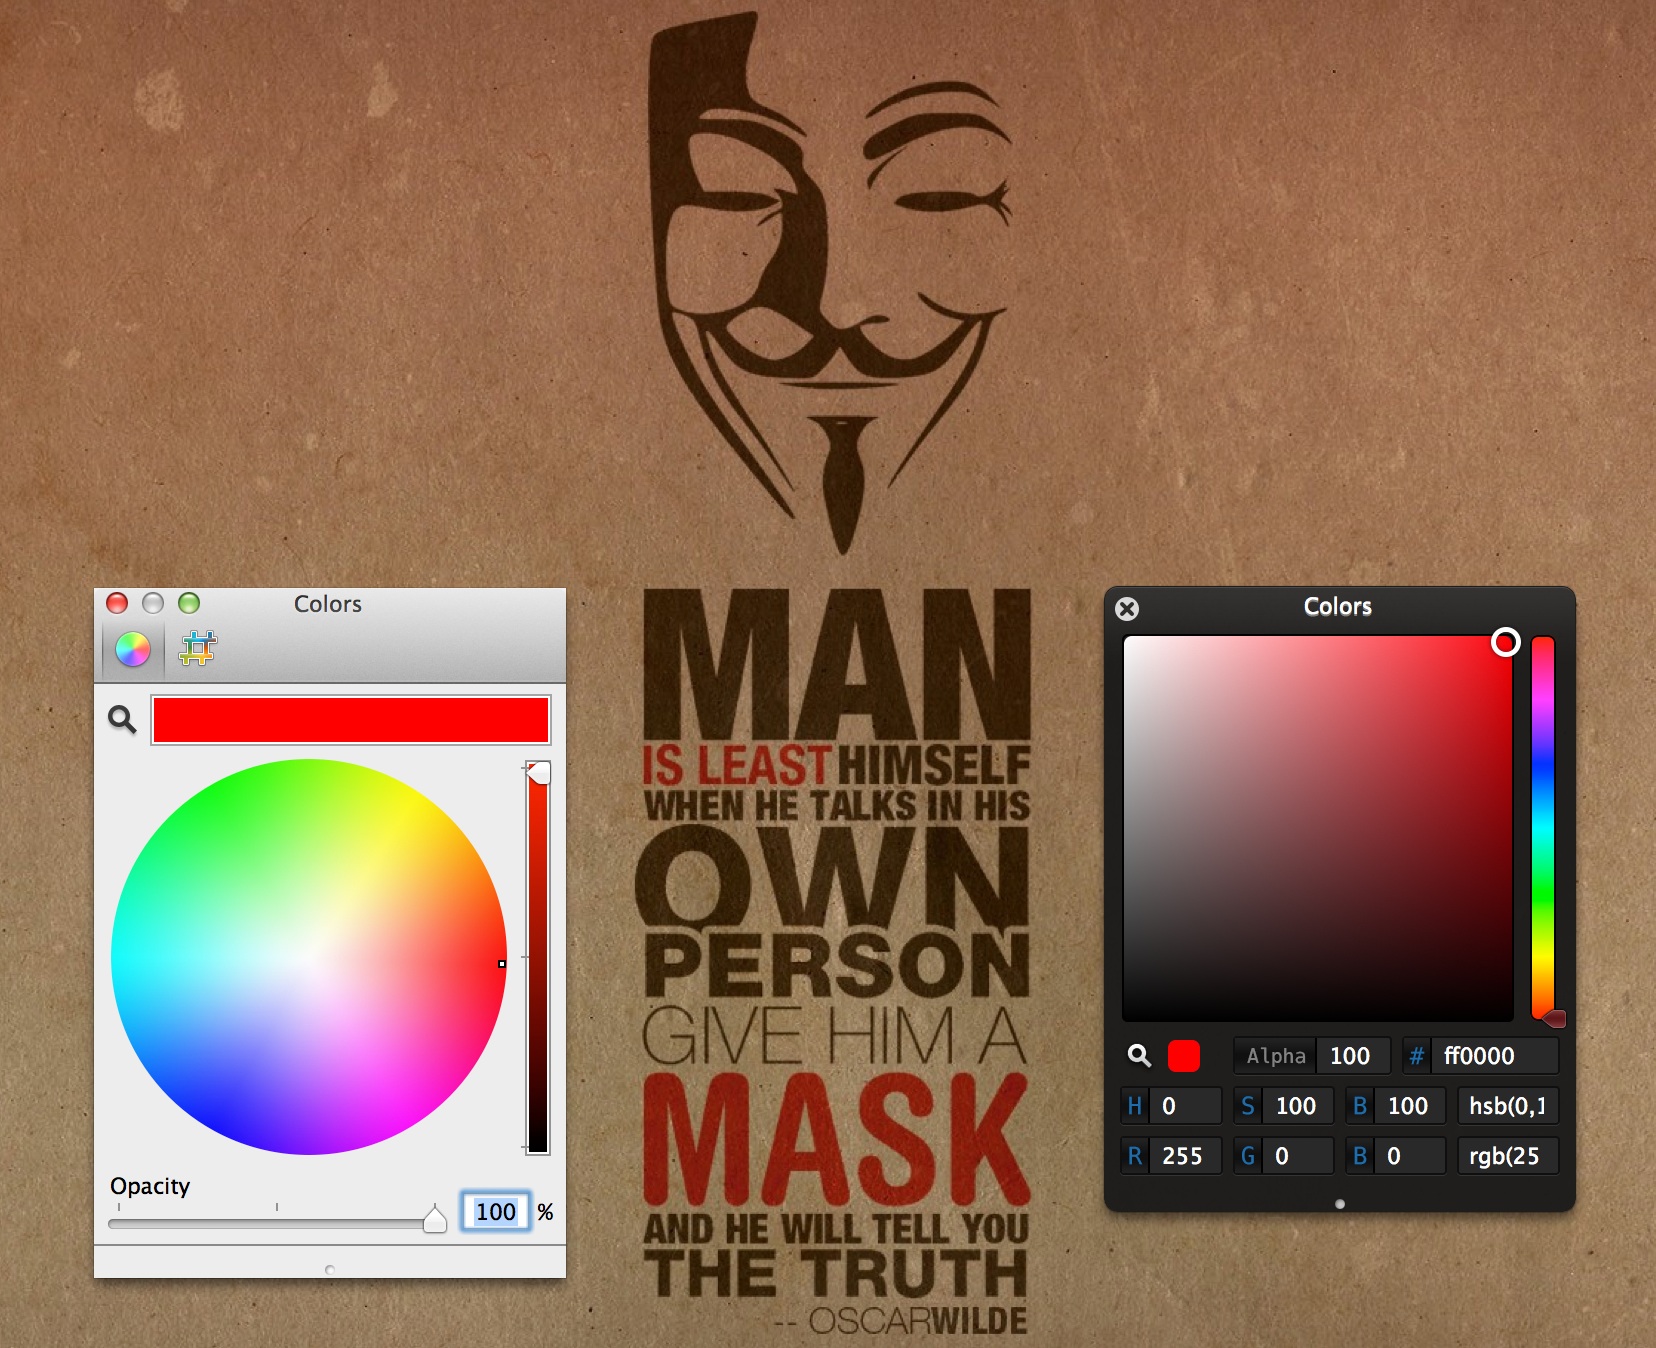 Colors
Opacity
100 %
MAN
IS LEAST HIMSELF
WHEN HE TALKS IN HIS
OWN
PERSON
GIVE HIM A
MASK
AND HE WILL TELL YOU
THE TRUTH
-- OSCARWILDE
Colors
Alpha 100 # ff0000
H 0 S 100 B 100 hsb(0,1
R 255 G 0 B 0 rgb(25